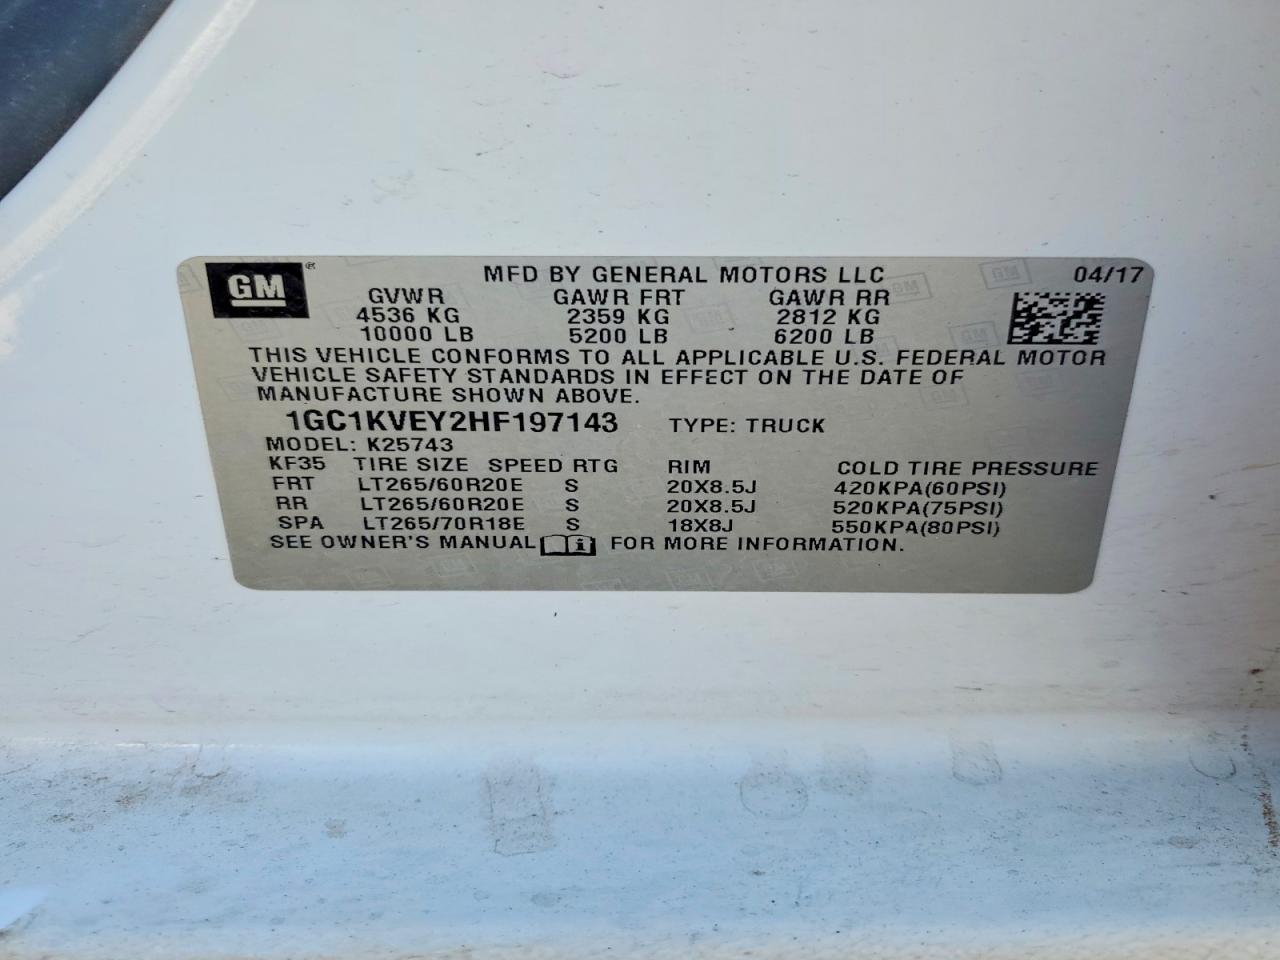 GM ® MFD BY GENERAL MOTORS LLC 04/17
GVWR GAWR FRT GAWR RR
4536 KG 2359 KG 2812 KG
10000 LB 5200 LB 6200 LB
THIS VEHICLE CONFORMS TO ALL APPLICABLE U.S. FEDERAL MOTOR
VEHICLE SAFETY STANDARDS IN EFFECT ON THE DATE OF
MANUFACTURE SHOWN ABOVE.
1GC1KVEY2HF197143 TYPE: TRUCK
MODEL: K25743
KF35 TIRE SIZE SPEED RTG RIM COLD TIRE PRESSURE
FRT LT265/60R20E S 20X8.5J 420KPA(60PSI)
RR LT265/60R20E S 20X8.5J 520KPA(75PSI)
SPA LT265/70R18E S 18X8J 550KPA(80PSI)
SEE OWNER'S MANUAL i FOR MORE INFORMATION.